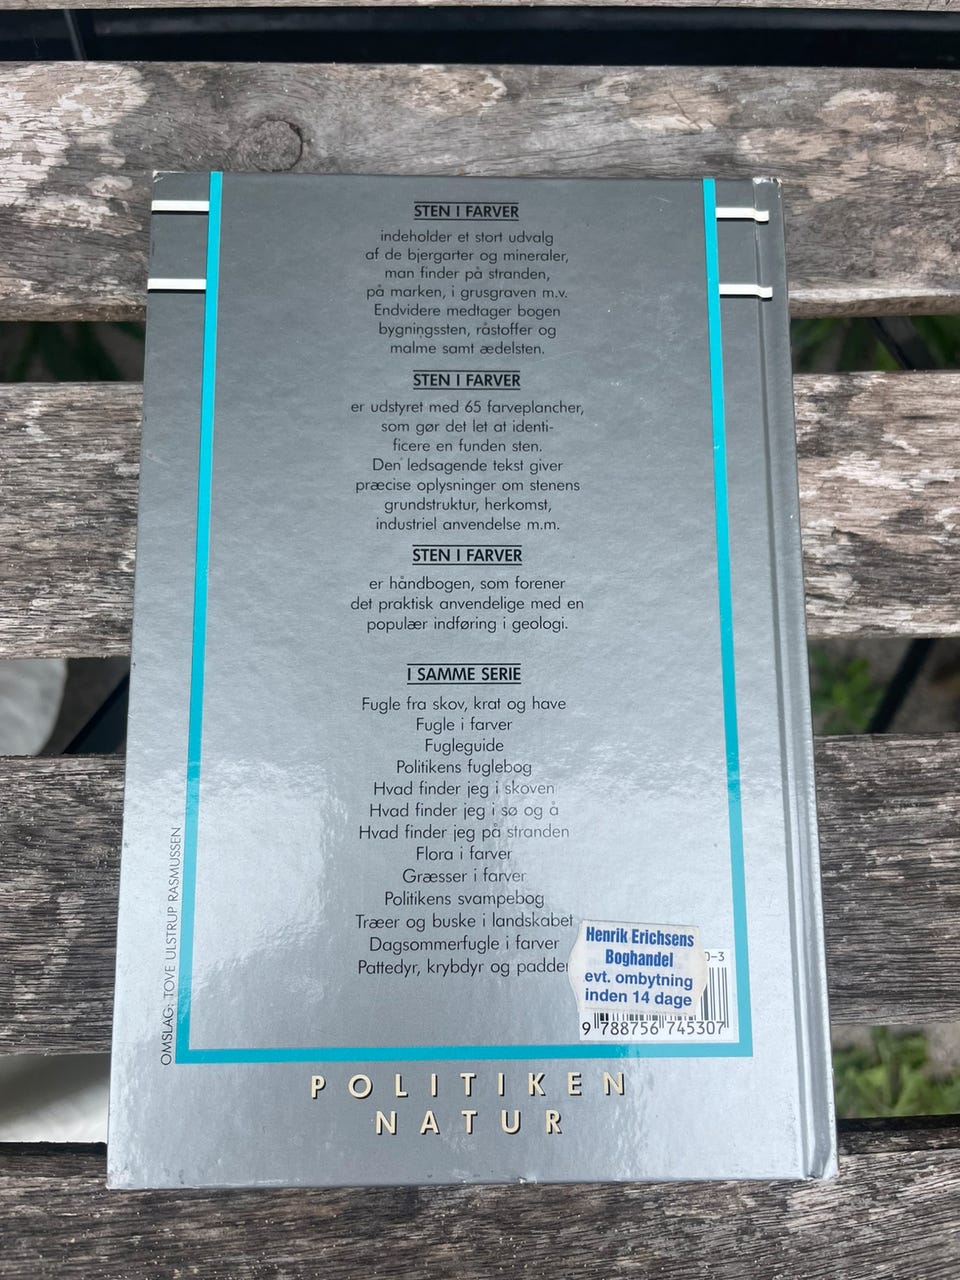 STEN I FARVER
indeholder et stort udvalg
af de bjergarter og mineraler,
man finder på stranden,
på marken, i grusgraven m.v.
Endvidere medtager bogen
bygningssten, råstoffer og
malme samt ædelsten.
STEN I FARVER
er udstyret med 65 farveplancher,
som gør det let at identi-
ficere en funden sten.
Den ledsagende tekst giver
præcise oplysninger om stenens
grundstruktur, herkomst,
industriel anvendelse m.m.
STEN I FARVER
er håndbogen, som forener
det praktisk anvendelige med en
populær indføring i geologi.
I SAMME SERIE
Fugle fra skov, krat og have
Fugle i farver
Fugleguide
Politikens fuglebog
Hvad finder jeg i skoven
Hvad finder jeg i sø og å
Hvad finder jeg på stranden
Flora i farver
Græsser i farver
Politikens svampebog
Træer og buske i landskabet
Dagsommerfugle i farver
Pattedyr, krybdyr og padder
OMSLAG: TOVE ULSTRUP RASMUSSEN
Henrik Erichsens
Boghandel
evt. ombytning
inden 14 dage
0-3
9 788756 745307
POLITIKEN
NATUR